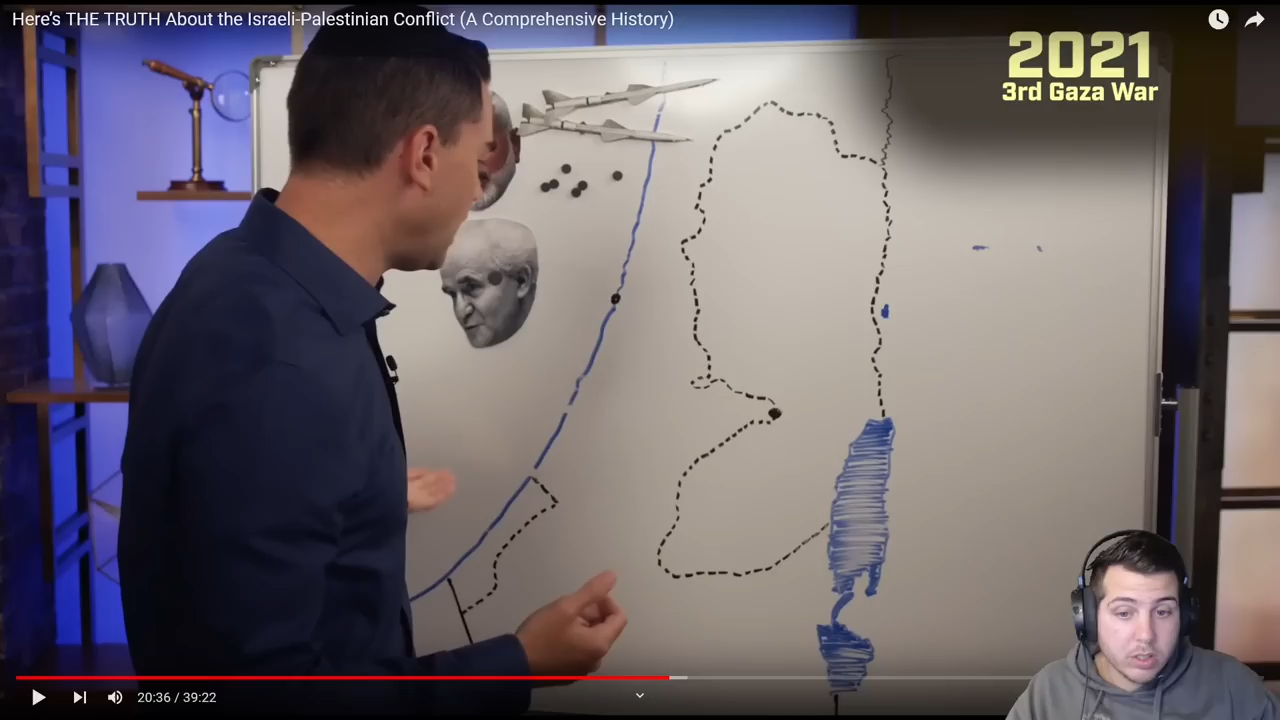 Here’s THE TRUTH About the Israeli-Palestinian Conflict (A Comprehensive History)
2021
3rd Gaza War
20:36 / 39:22